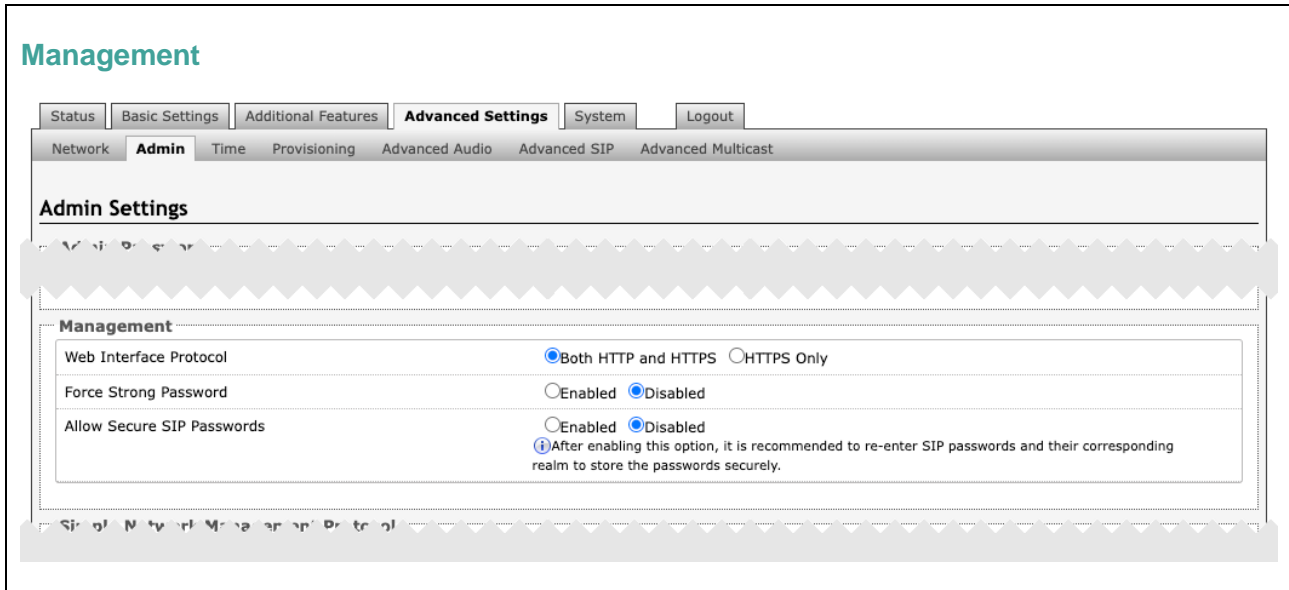 Management
Status Basic Settings Additional Features Advanced Settings System Logout
Network Admin Time Provisioning Advanced Audio Advanced SIP Advanced Multicast
Admin Settings
Management
Web Interface Protocol Both HTTP and HTTPS HTTPS Only
Force Strong Password Enabled Disabled
Allow Secure SIP Passwords Enabled Disabled
After enabling this option, it is recommended to re-enter SIP passwords and their corresponding
realm to store the passwords securely.